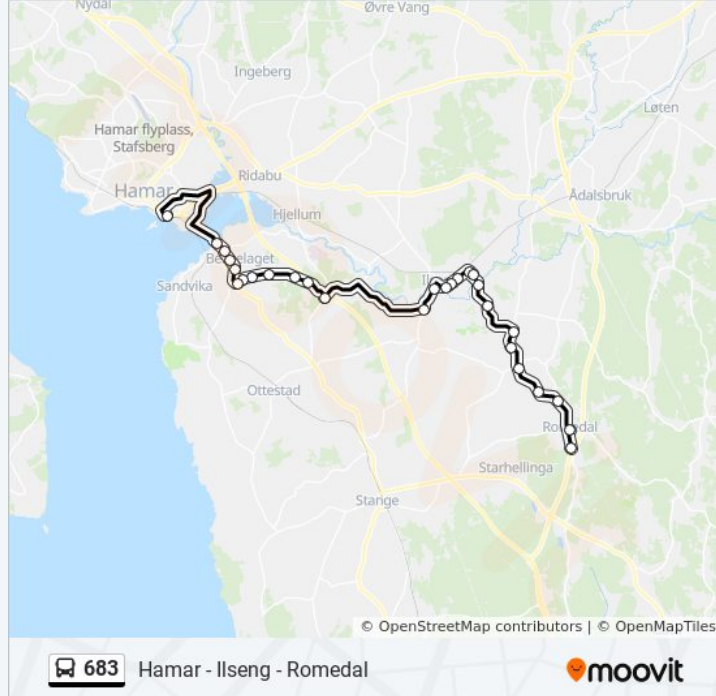 Nydal
Øvre Vang
Ingeberg
Løten
Hamar flyplass,
Stafsberg
Ridabu
Hamar
Ådalsbruk
Hjellum
Sandvika
Ottestad
Starhellinga
Stange
© OpenStreetMap contributors | © OpenMapTiles
683 Hamar - Ilseng - Romedal
moovit